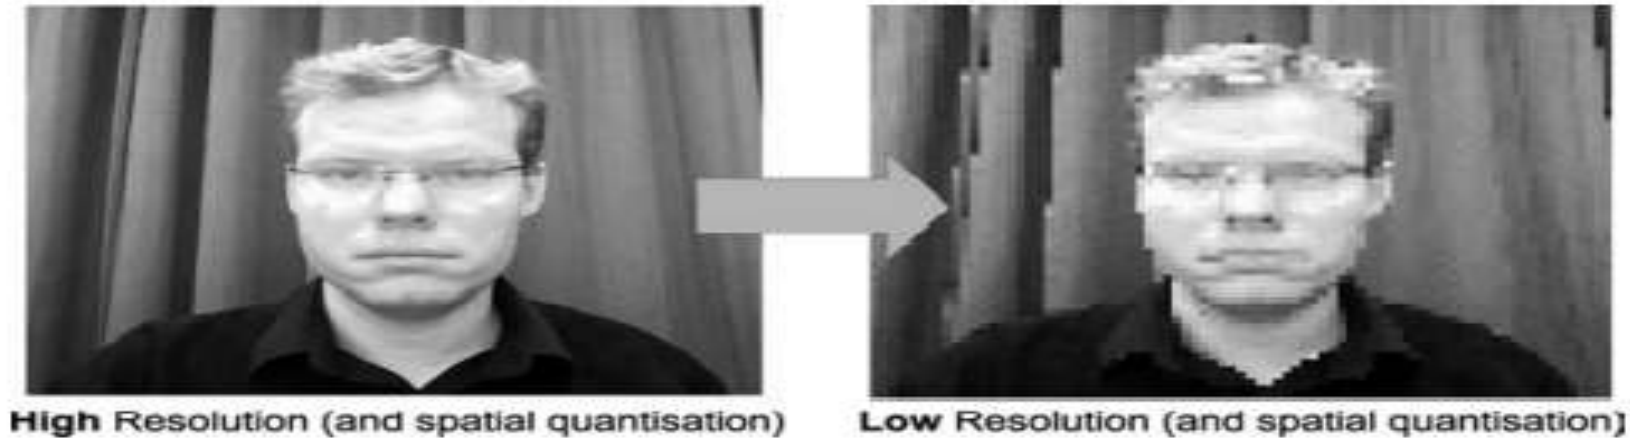 High Resolution (and spatial quantisation)
Low Resolution (and spatial quantisation]